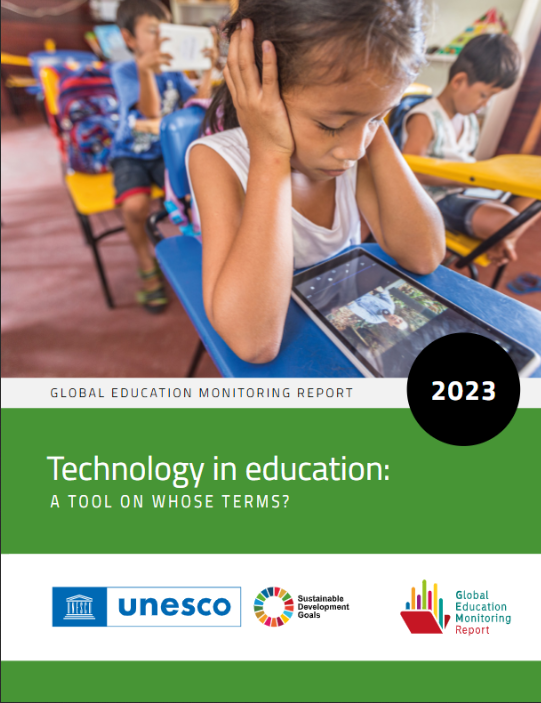 GLOBAL EDUCATION MONITORING REPORT
2023
Technology in education:
A TOOL ON WHOSE TERMS?
unesco
Sustainable
Development
Goals
Global
Education
Monitoring
Report